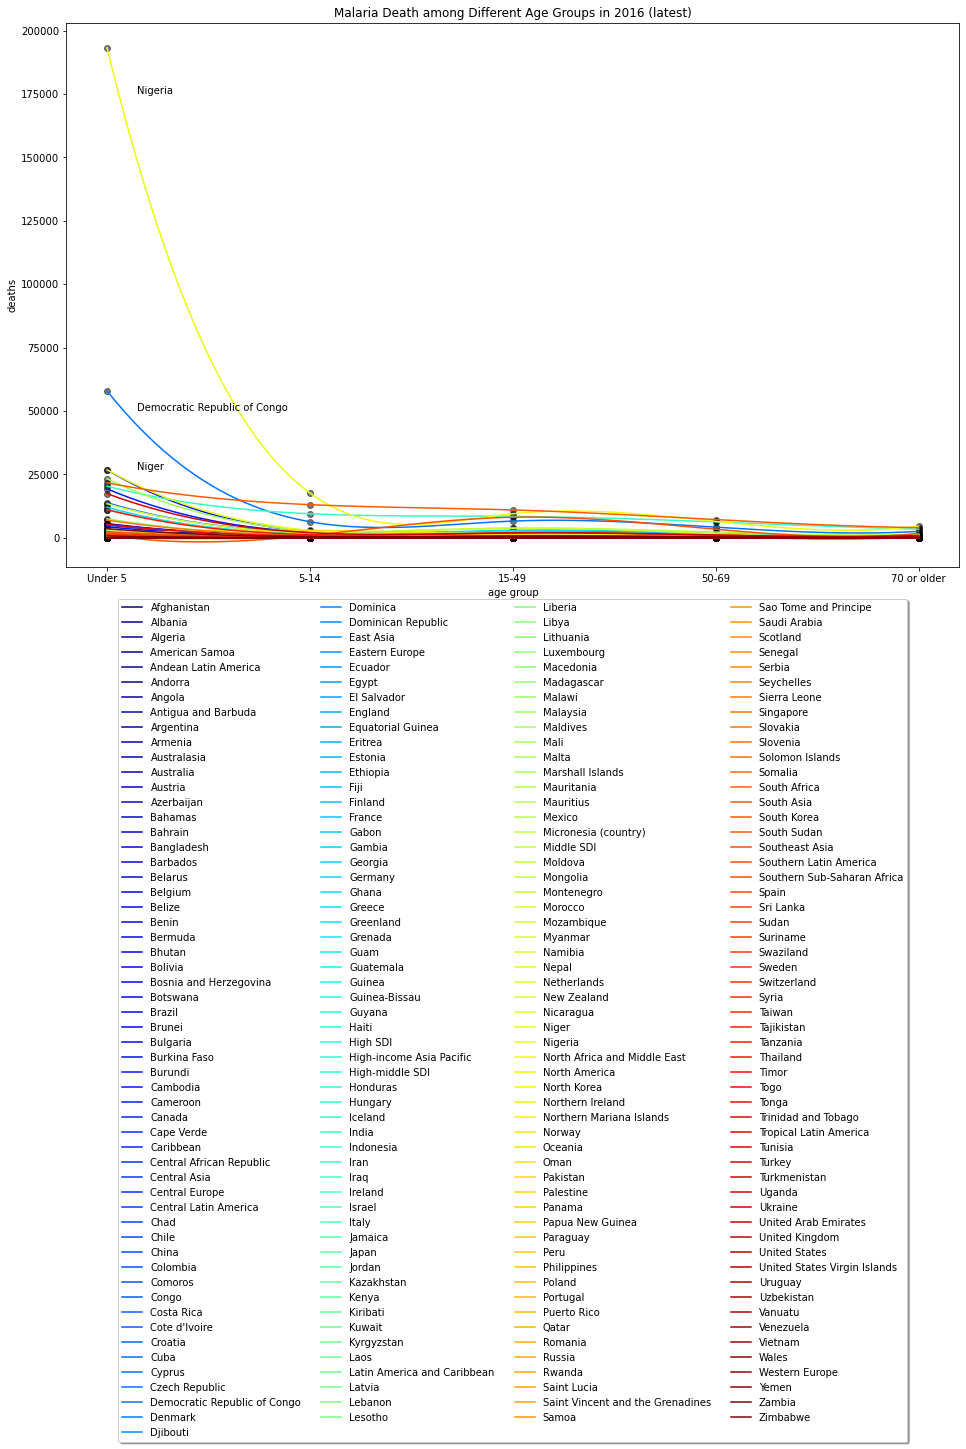 Malaria Death among Different Age Groups in 2016 (latest)
200000
175000
150000
125000
100000
75000
50000
25000
0
deaths
Nigeria
Democratic Republic of Congo
Niger
Under 5
5-14
15-49
50-69
70 or older
age group
Afghanistan
Albania
Algeria
American Samoa
Andean Latin America
Andorra
Angola
Antigua and Barbuda
Argentina
Armenia
Australasia
Australia
Austria
Azerbaijan
Bahamas
Bahrain
Bangladesh
Barbados
Belarus
Belgium
Belize
Benin
Bermuda
Bhutan
Bolivia
Bosnia and Herzegovina
Botswana
Brazil
Brunei
Bulgaria
Burkina Faso
Burundi
Cambodia
Cameroon
Canada
Cape Verde
Caribbean
Central African Republic
Central Asia
Central Europe
Central Latin America
Chad
Chile
China
Colombia
Comoros
Congo
Costa Rica
Cote d'Ivoire
Croatia
Cuba
Cyprus
Czech Republic
Democratic Republic of Congo
Denmark
Djibouti
Dominica
Dominican Republic
East Asia
Eastern Europe
Ecuador
Egypt
El Salvador
England
Equatorial Guinea
Eritrea
Estonia
Ethiopia
Fiji
Finland
France
Gabon
Gambia
Georgia
Germany
Ghana
Greece
Greenland
Grenada
Guam
Guatemala
Guinea
Guinea-Bissau
Guyana
Haiti
High SDI
High-income Asia Pacific
High-middle SDI
Honduras
Hungary
Iceland
India
Indonesia
Iran
Iraq
Ireland
Israel
Italy
Jamaica
Japan
Jordan
Kazakhstan
Kenya
Kiribati
Kuwait
Kyrgyzstan
Laos
Latin America and Caribbean
Latvia
Lebanon
Lesotho
Liberia
Libya
Lithuania
Luxembourg
Macedonia
Madagascar
Malawi
Malaysia
Maldives
Mali
Malta
Marshall Islands
Mauritania
Mauritius
Mexico
Micronesia (country)
Middle SDI
Moldova
Mongolia
Montenegro
Morocco
Mozambique
Myanmar
Namibia
Nepal
Netherlands
New Zealand
Nicaragua
Niger
Nigeria
North Africa and Middle East
North America
North Korea
Northern Ireland
Northern Mariana Islands
Norway
Oceania
Oman
Pakistan
Palestine
Panama
Papua New Guinea
Paraguay
Peru
Philippines
Poland
Portugal
Puerto Rico
Qatar
Romania
Russia
Rwanda
Saint Lucia
Saint Vincent and the Grenadines
Samoa
Sao Tome and Principe
Saudi Arabia
Scotland
Senegal
Serbia
Seychelles
Sierra Leone
Singapore
Slovakia
Slovenia
Solomon Islands
Somalia
South Africa
South Asia
South Korea
South Sudan
Southeast Asia
Southern Latin America
Southern Sub-Saharan Africa
Spain
Sri Lanka
Sudan
Suriname
Swaziland
Sweden
Switzerland
Syria
Taiwan
Tajikistan
Tanzania
Thailand
Timor
Togo
Tonga
Trinidad and Tobago
Tropical Latin America
Tunisia
Turkey
Turkmenistan
Uganda
Ukraine
United Arab Emirates
United Kingdom
United States
United States Virgin Islands
Uruguay
Uzbekistan
Vanuatu
Venezuela
Vietnam
Wales
Western Europe
Yemen
Zambia
Zimbabwe